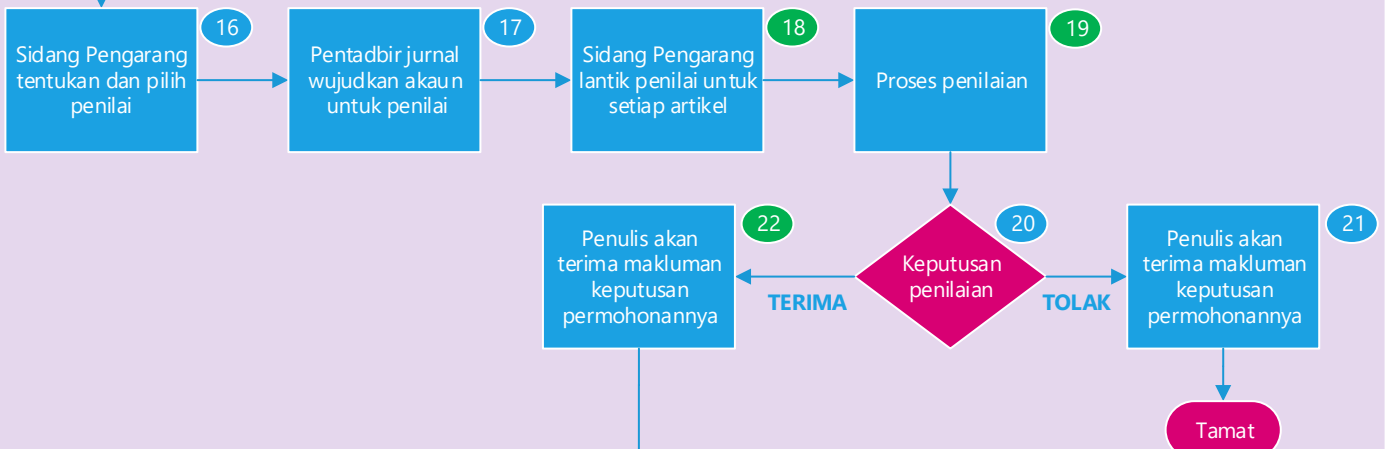 16
Sidang Pengarang
tentukan dan pilih
penilai
17
Pentadbir jurnal
wujudkan akaun
untuk penilai
18
Sidang Pengarang
lantik penilai untuk
setiap artikel
19
Proses penilaian
20
Keputusan
penilaian
TERIMA
TOLAK
21
Penulis akan
terima makluman
keputusan
permohonannya
22
Penulis akan
terima makluman
keputusan
permohonannya
Tamat